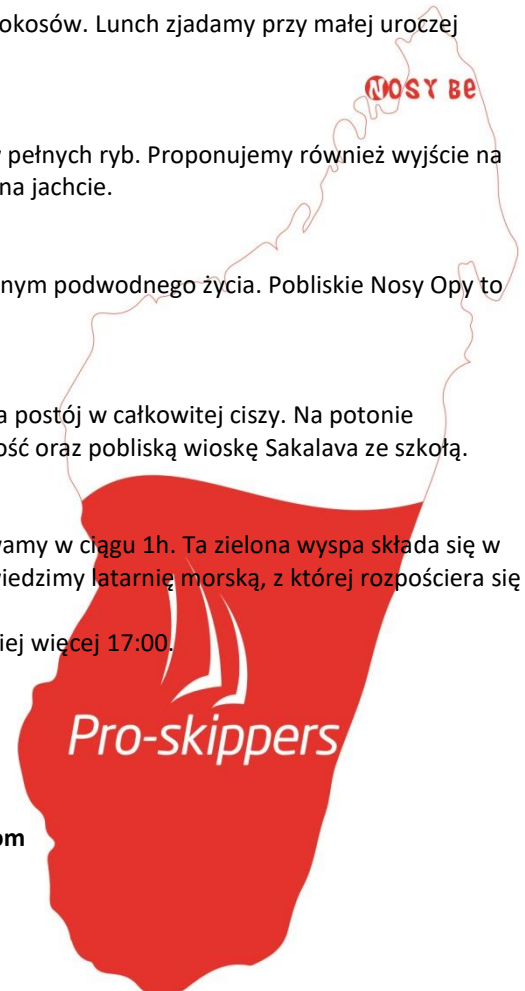 okosów. Lunch zjadamy przy małej uroczej
NOSY BE
pełnych ryb. Proponujemy również wyjście na
na jachcie.
nym podwodnego życia. Pobliskie Nosy Opy to
a postój w całkowitej ciszy. Na potonie
ość oraz pobliską wioskę Sakalava ze szkołą.
amy w ciągu 1h. Ta zielona wyspa składa się w
iedzimy latarnię morską, z której rozpościera się
iej więcej 17:00.
Pro-skippers
om